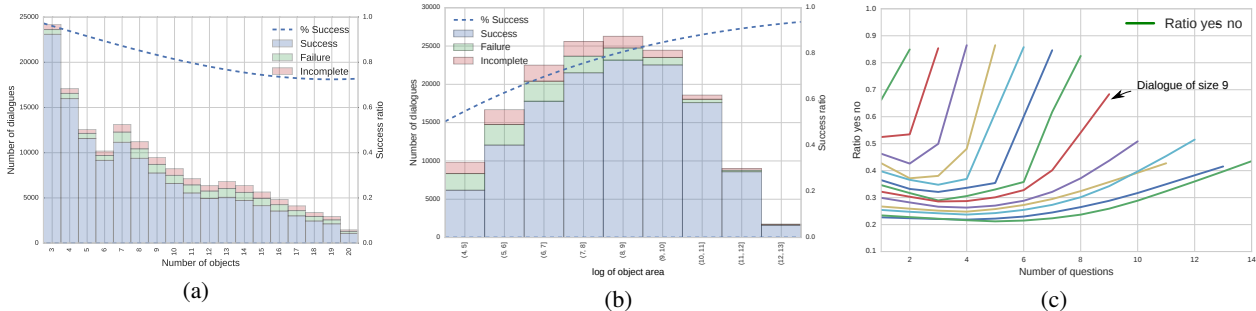 25000
20000
15000
10000
5000
0
Number of dialogues
3 4 5 6 7 8 9 10 11 12 13 14 15 16 17 18 19 20
Number of objects
1.0
0.8
0.6
0.4
0.2
0.0
Success ratio
% Success
Success
Failure
Incomplete
(a)
30000
25000
20000
15000
10000
5000
0
Number of dialogues
(4, 5] (5, 6] (6, 7] (7, 8] (8, 9] (9, 10] (10, 11] (11, 12] (12, 13]
log of object area
1.0
0.8
0.6
0.4
0.2
0.0
Success ratio
% Success
Success
Failure
Incomplete
(b)
1.0
0.9
0.8
0.7
0.6
0.5
0.4
0.3
0.2
0.1
Ratio yes no
Ratio yes no
Dialogue of size 9
2 4 6 8 10 12 14
Number of questions
(c)